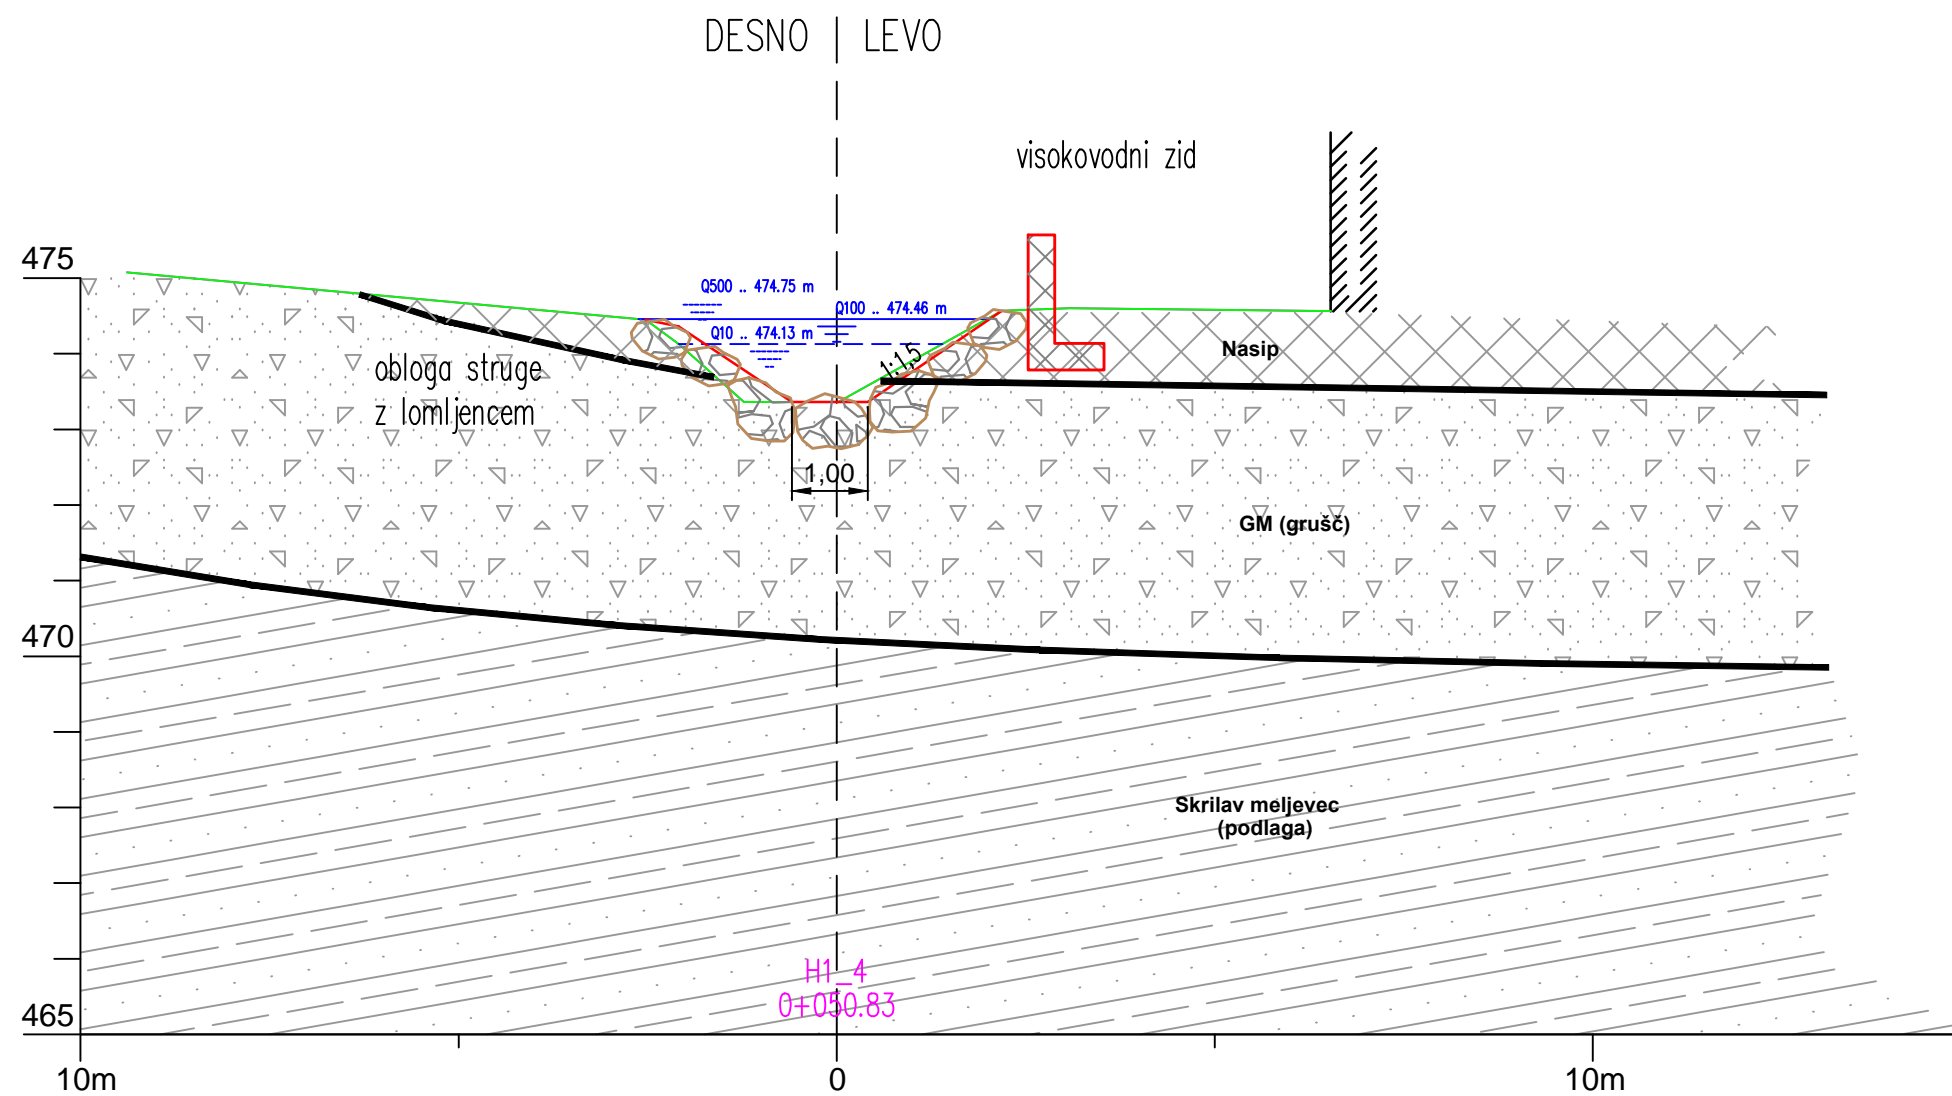 DESNO LEVO
visokovodni zid
475
Q500 .. 474.75 m
Q100 .. 474.46 m
Q10 .. 474.13 m
1:1,5
Nasip
obloga struge
z lomljencem
1,00
GM (grušč)
470
Skrilav meljevec
(podlaga)
H1_4
0+050.83
465
10m 0 10m